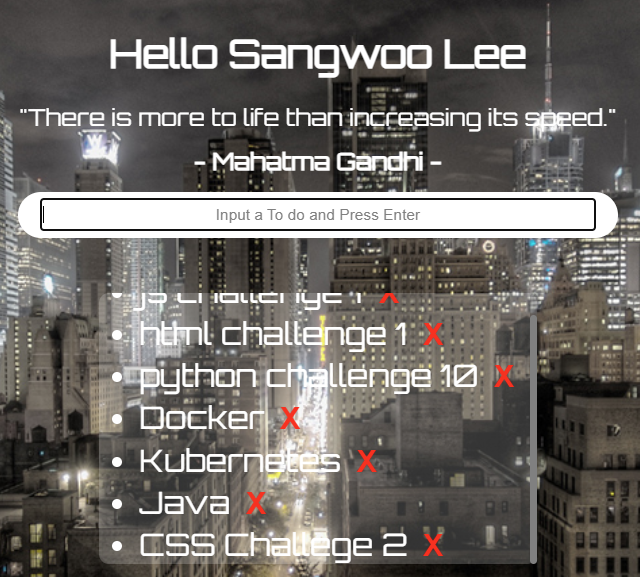 Hello Sangwoo Lee
"There is more to life than increasing its speed."
- Mahatma Gandhi -
Input a To do and Press Enter
js challenge 1 X
html challenge 1 X
python challenge 10 X
Docker X
Kubernetes X
Java X
CSS Challege 2 X